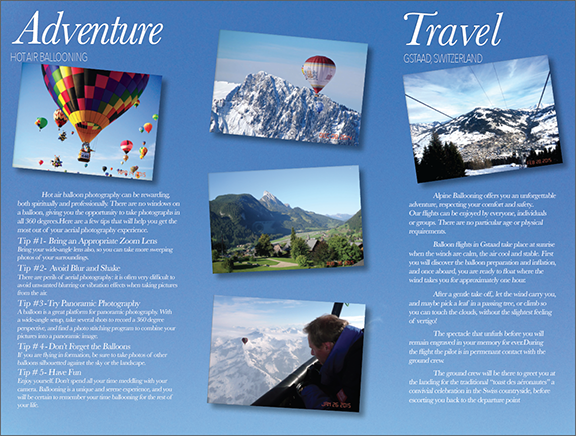 Adventure
HOT AIR BALLOONING
Hot air balloon photography can be rewarding,
both spiritually and professionally. There are no windows on
a balloon, giving you the opportunity to take photographs in
all 360 degrees.Here are a few tips that will help you get the
most out of your aerial photography experience.
Tip #1- Bring an Appropriate Zoom Lens
Bring your wide-angle lens also, so you can take more sweeping
photos of your surroundings.
Tip #2- Avoid Blur and Shake
There are perils of aerial photography: it is often very difficult to
avoid unwanted blurring or vibration effects when taking pictures
from the air.
Tip #3-Try Panoramic Photography
A balloon is a great platform for panoramic photography. With
a wide-angle setup, take several shots to record a 360 degree
perspective, and find a photo stitching program to combine your
pictures into a panoramic image.
Tip # 4-Don't Forget the Balloons
If you are flying in formation, be sure to take photos of other
balloons silhouetted against the sky or the landscape.
Tip # 5- Have Fun
Enjoy yourself. Don't spend all your time meddling with your
camera. Ballooning is a unique and serene experience, and you
will be certain to remember your time ballooning for the rest of
your life.
JAN 26 2015
Travel
GSTAAD, SWITZERLAND
2015
Alpine Ballooning offers you an unforgettable
adventure, respecting your comfort and safety.
Our flights can be enjoyed by everyone, individuals
or groups. There are no particular age or physical
requirements.
Balloon flights in Gstaad take place at sunrise
when the winds are calm, the air cool and stable. First
you will discover the balloon preparation and inflation,
and once aboard, you are ready to float where the
wind takes you for approximately one hour.
After a gentle take off, let the wind carry you,
and maybe pick a leaf in a passing tree, or climb so
you can touch the clouds, without the slightest feeling
of vertigo!
The spectacle that unfurls before you will
remain engraved in your memory for ever.During
the flight the pilot is in permenant contact with the
ground crew.
The ground crew will be there to greet you at
the landing for the traditional "toast des aéronautes" a
convivial celebration in the Swiss countryside, before
escorting you back to the departure point